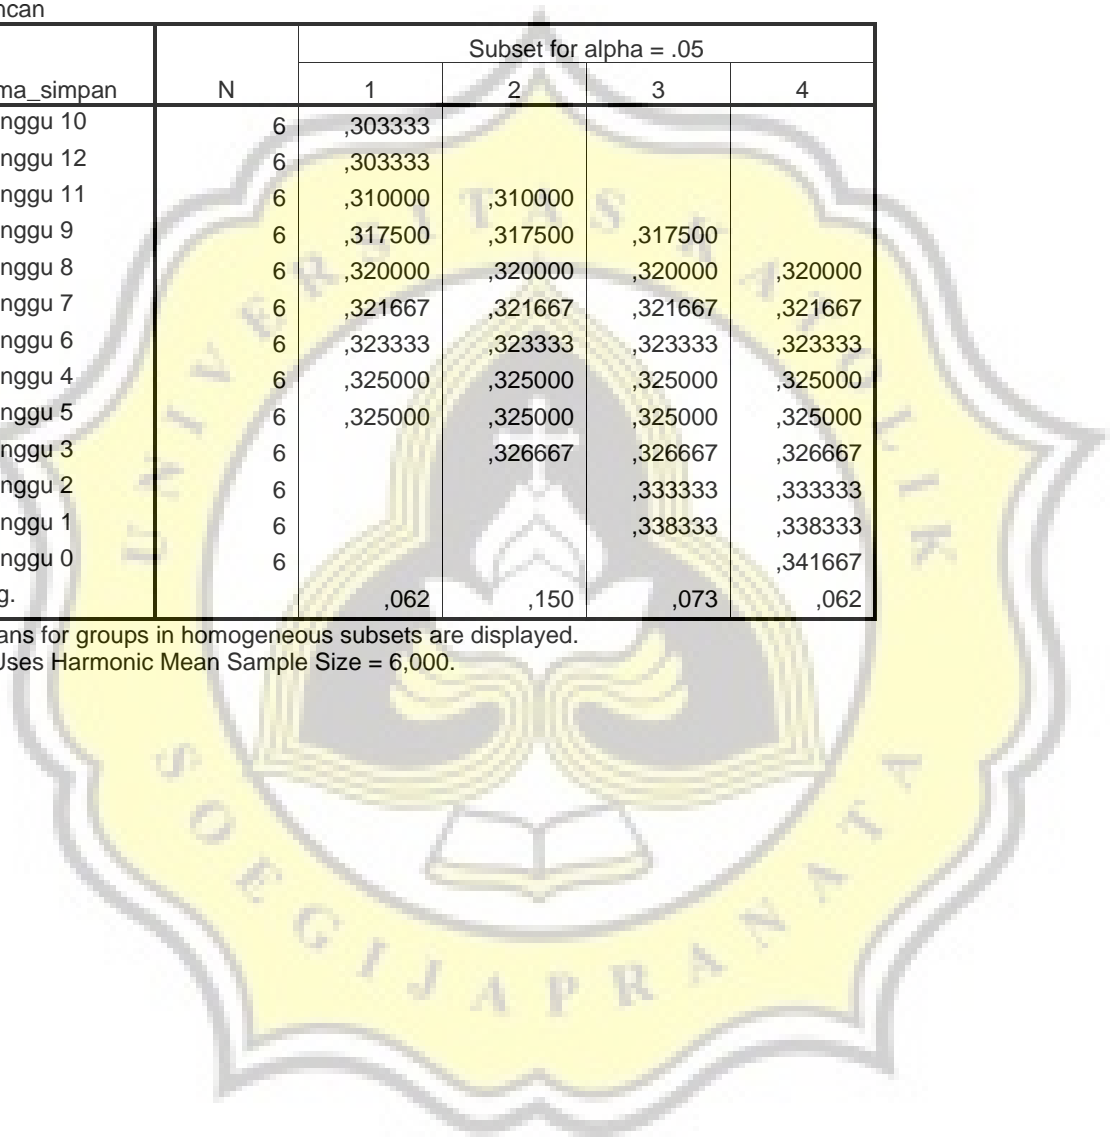 ncan
Subset for alpha = .05
ma_simpan N 1 2 3 4
nggu 10 6 ,303333
nggu 12 6 ,303333
nggu 11 6 ,310000 ,310000
nggu 9 6 ,317500 ,317500 ,317500
nggu 8 6 ,320000 ,320000 ,320000 ,320000
nggu 7 6 ,321667 ,321667 ,321667 ,321667
nggu 6 6 ,323333 ,323333 ,323333 ,323333
nggu 4 6 ,325000 ,325000 ,325000 ,325000
nggu 5 6 ,325000 ,325000 ,325000 ,325000
nggu 3 6 ,326667 ,326667 ,326667
nggu 2 6 ,333333 ,333333
nggu 1 6 ,338333 ,338333
nggu 0 6 ,341667
g. ,062 ,150 ,073 ,062
ans for groups in homogeneous subsets are displayed.
Uses Harmonic Mean Sample Size = 6,000.
UNIVERSITAS KATOLIK
SOEGIJAPRANATA